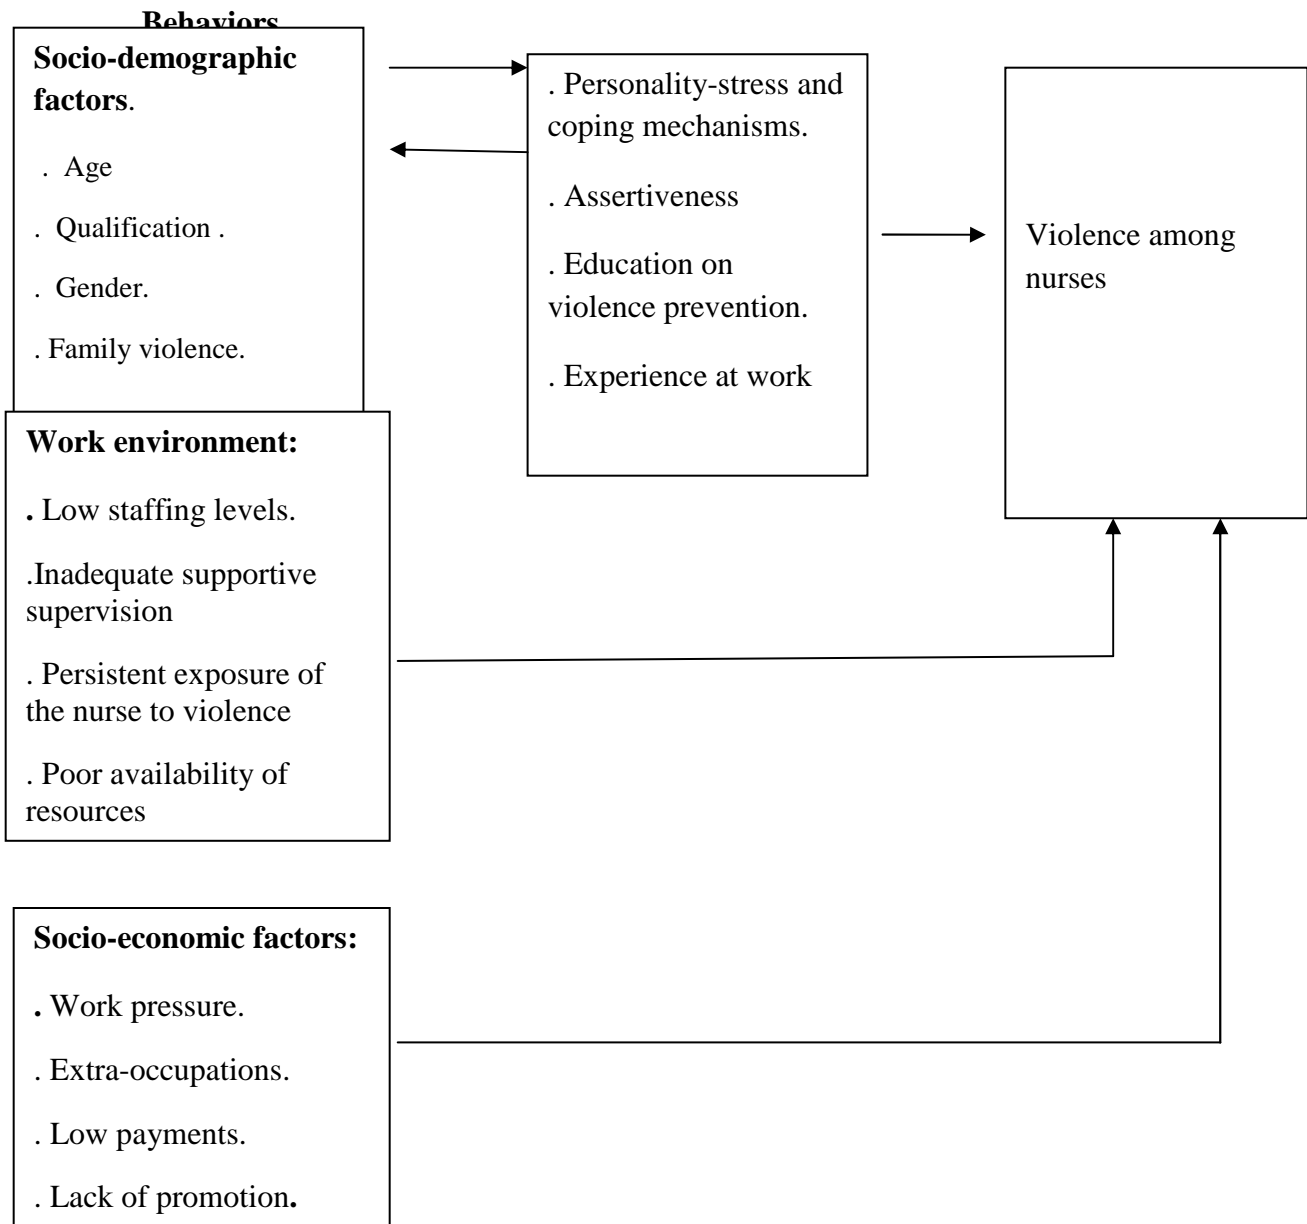 Behaviors
Socio-demographic
factors.
. Age
. Qualification .
. Gender.
. Family violence.
. Personality-stress and
coping mechanisms.
. Assertiveness
. Education on
violence prevention.
. Experience at work
Violence among
nurses
Work environment:
. Low staffing levels.
.Inadequate supportive
supervision
. Persistent exposure of
the nurse to violence
. Poor availability of
resources
Socio-economic factors:
. Work pressure.
. Extra-occupations.
. Low payments.
. Lack of promotion.